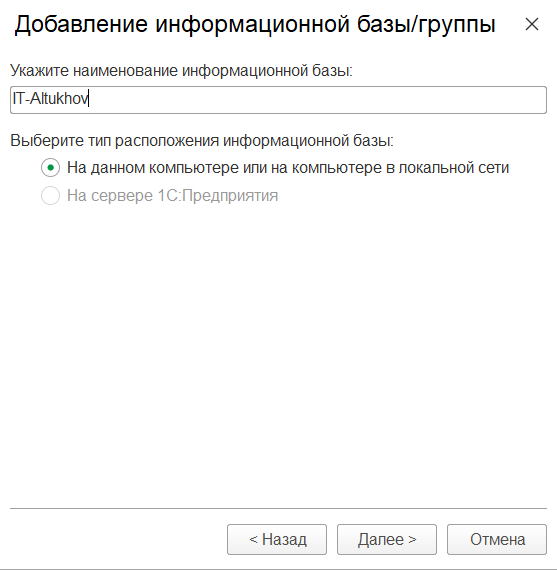 Добавление информационной базы/группы
Укажите наименование информационной базы:
IT-Altukhov
Выберите тип расположения информационной базы:
На данном компьютере или на компьютере в локальной сети
На сервере 1С:Предприятия
< Назад Далее > Отмена